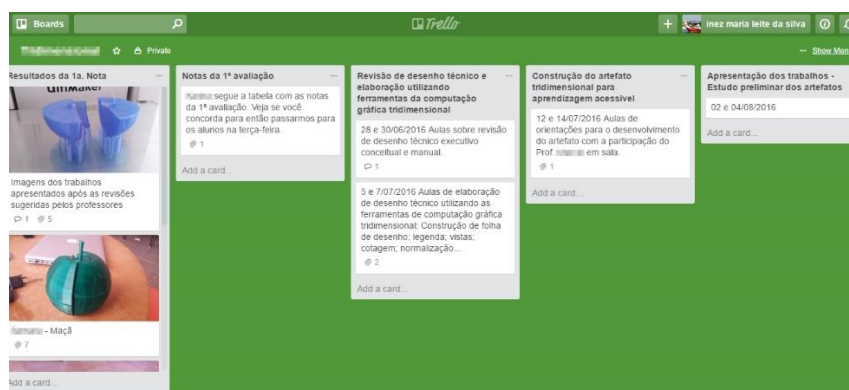 Boards
Trello
inez maria leite da silva
Privato
Show Men
Resultados da 1a. Nota
Ultimaker
imagens dos trabalhos
apresentados após as revisões
sugeridas pelos professores
1 5
- Maçã
7
Add a card...
Notas da 1ª avaliação
segue a tabela com as notas
da 1ª avaliação. Veja se você
concorda para então passarmos para
os alunos na terça-feira.
1
Add a card...
Revisão de desenho técnico e
elaboração utilizando
ferramentas da computação
gráfica tridimensional
28 e 30/06/2016 Aulas sobre revisão
de desenho técnico executivo
conceitual e manual.
1
5 e 7/07/2016 Aulas de elaboração
de desenho técnico utilizando as
ferramentas de computação gráfica
tridimensional: Construção de folha
de desenho; legenda; vistas;
cotagem; normalização...
2
Add a card...
Construção do artefato
tridimensional para
aprendizagem acessível
12 e 14/07/2016 Aulas de
orientações para o desenvolvimento
do artefato com a participação do
Prof. em sala.
1
Add a card...
Apresentação dos trabalhos -
Estudo preliminar dos artefatos
02 e 04/08/2016
Add a card...